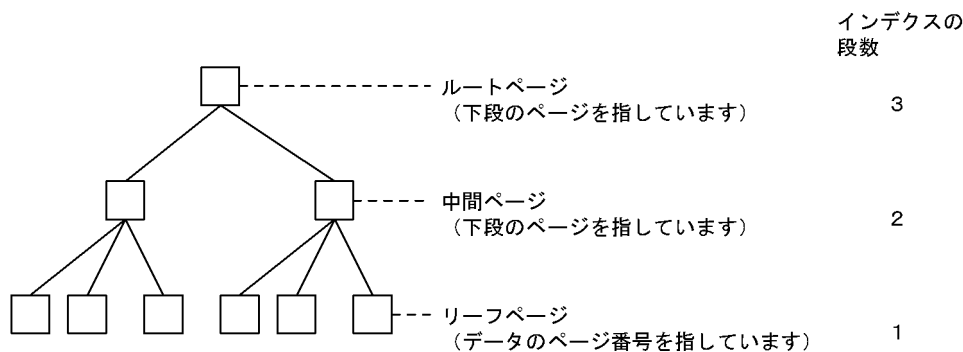 インデクスの
段数
ルートページ
(下段のページを指しています)
3
中間ページ
(下段のページを指しています)
2
リーフページ
(データのページ番号を指しています)
1